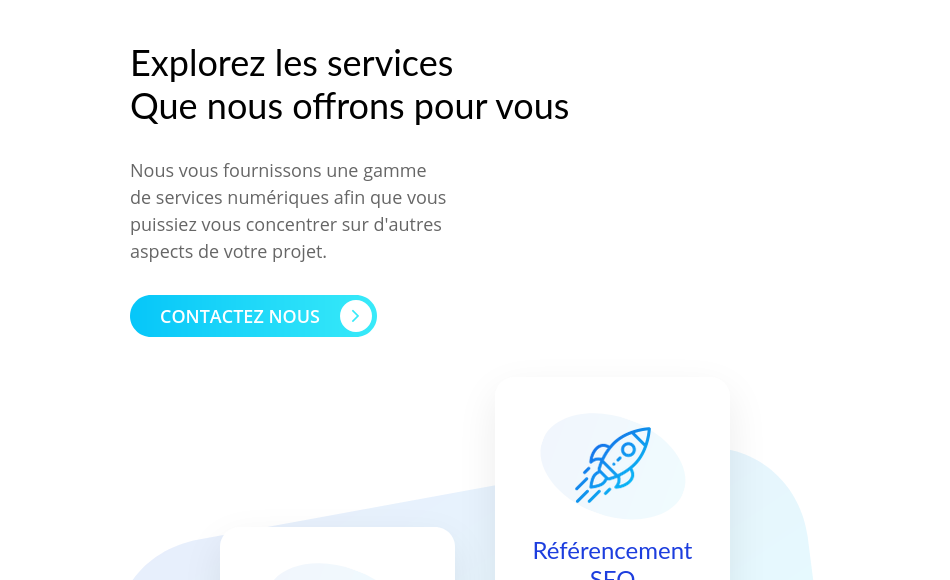 Explorez les services
Que nous offrons pour vous
Nous vous fournissons une gamme
de services numériques afin que vous
puissiez vous concentrer sur d'autres
aspects de votre projet.
CONTACTEZ NOUS
Référencement
SEO